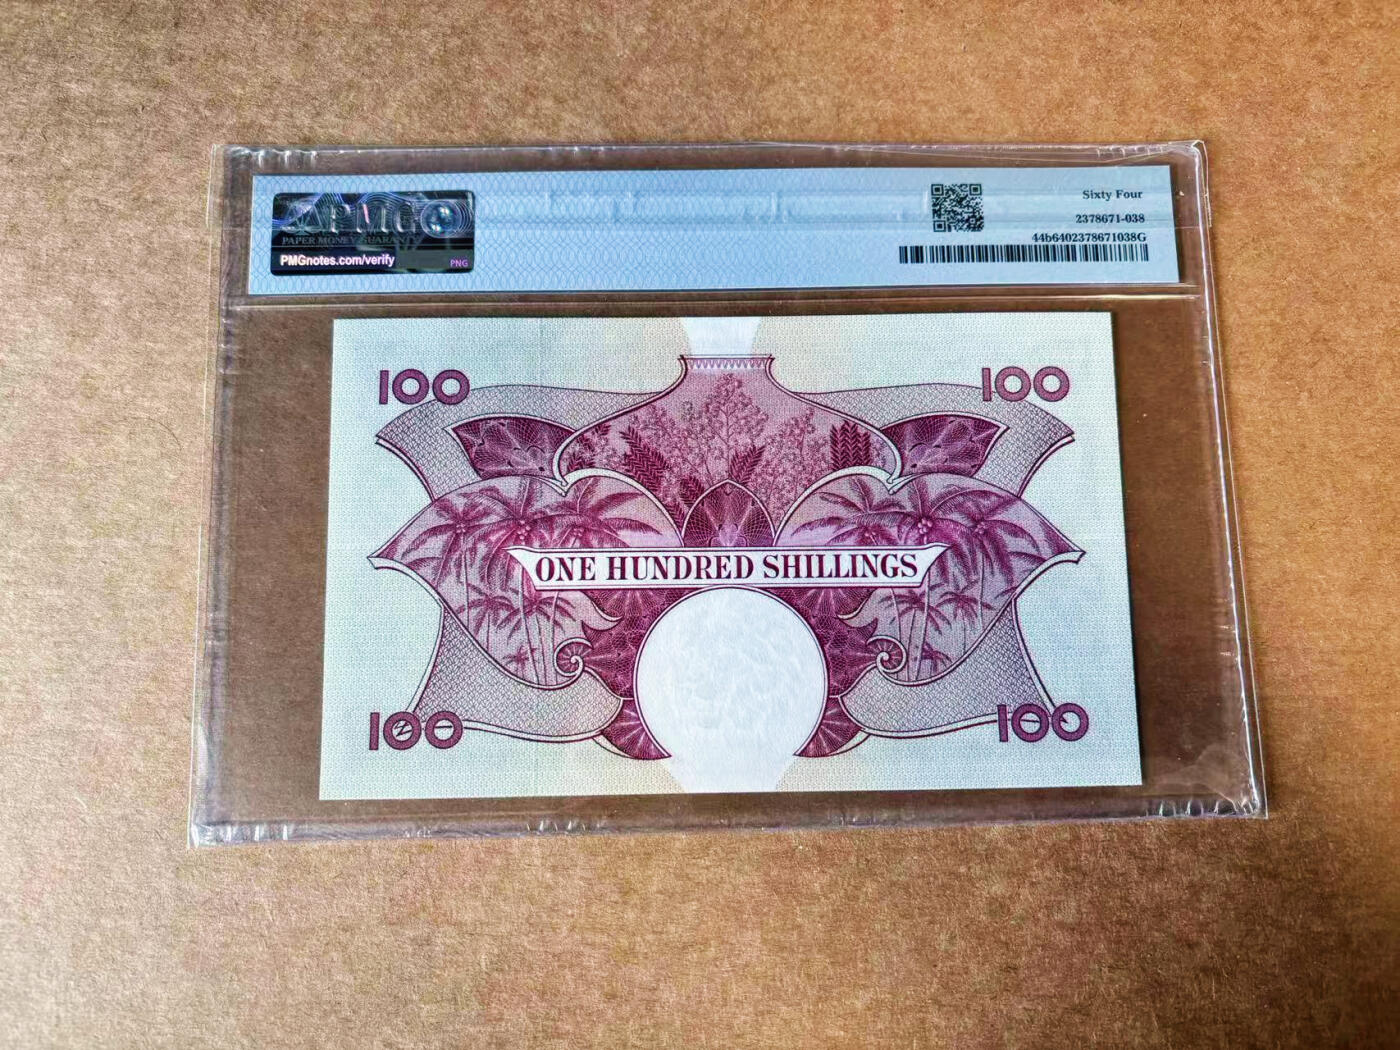 PMG
PAPER MONEY GUARANTY
PMGnotes.com/verify
PNG
Sixty Four
2378671-038
44b6402378671038G
100
100
ONE HUNDRED SHILLINGS
100
100